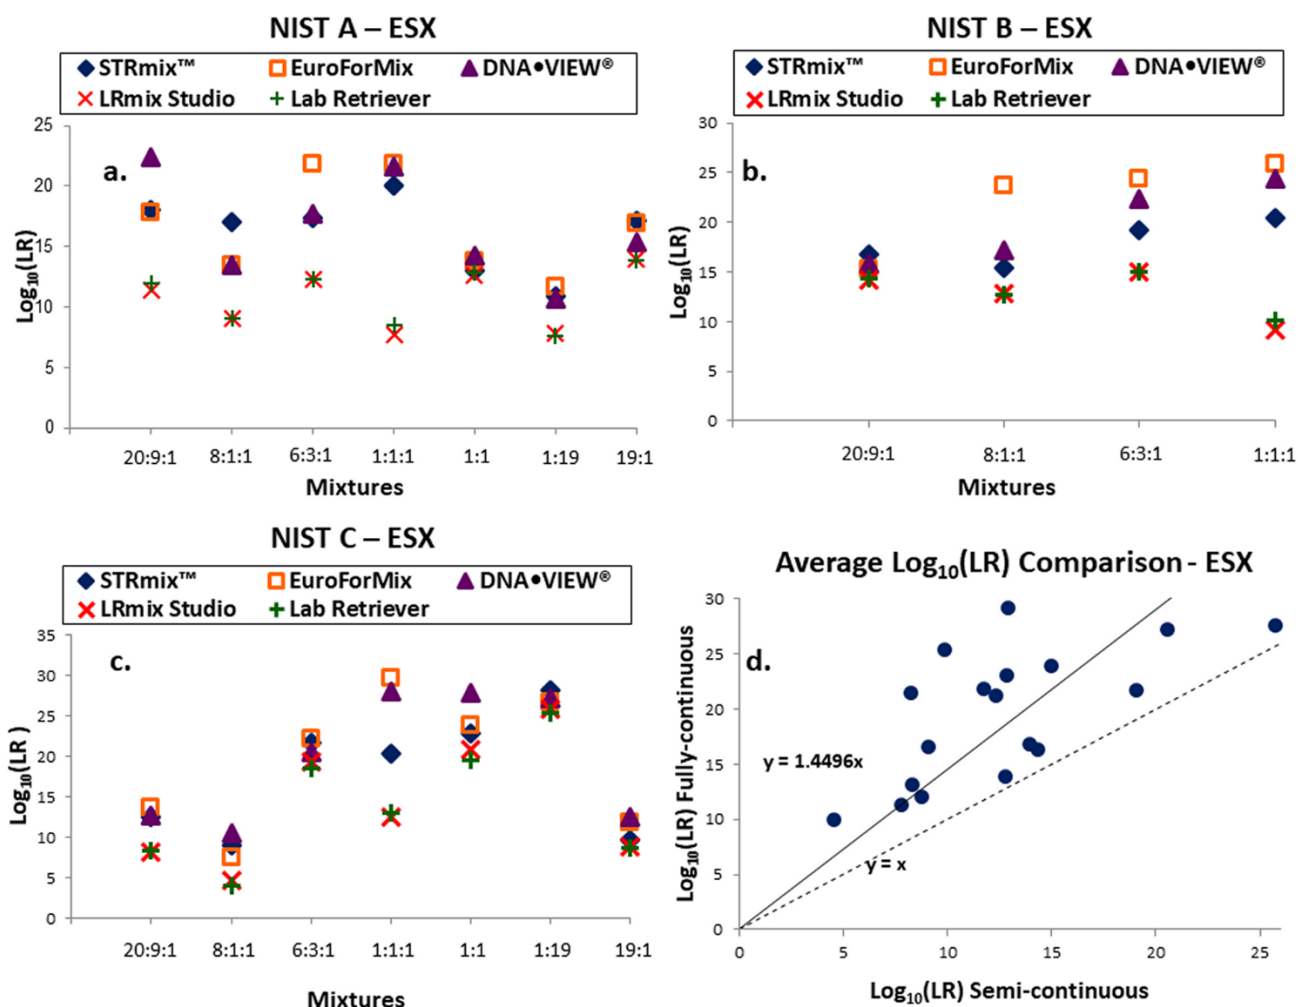 NIST A – ESX
STRmix™ EuroForMix DNA•VIEW®
LRmix Studio Lab Retriever
a.
Log10(LR)
25
20
15
10
5
0
20:9:1 8:1:1 6:3:1 1:1:1 1:1 1:19 19:1
Mixtures
NIST B – ESX
STRmix™ EuroForMix DNA•VIEW®
LRmix Studio Lab Retriever
b.
Log10(LR)
30
25
20
15
10
5
0
20:9:1 8:1:1 6:3:1 1:1:1
Mixtures
NIST C – ESX
STRmix™ EuroForMix DNA•VIEW®
LRmix Studio Lab Retriever
c.
Log10(LR )
35
30
25
20
15
10
5
0
20:9:1 8:1:1 6:3:1 1:1:1 1:1 1:19 19:1
Mixtures
Average Log10(LR) Comparison - ESX
d.
Log10(LR) Fully-continuous
30
25
20
15
10
5
0
y = 1.4496x
y = x
0 5 10 15 20 25
Log10(LR) Semi-continuous